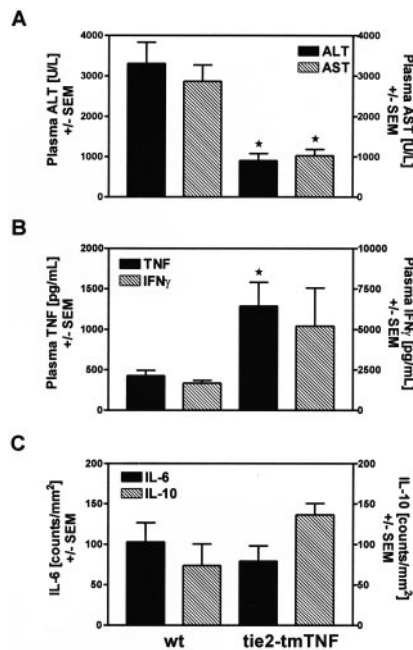 A
Plasma ALT [U/L]
+/- SEM
4000
3000
2000
1000
0
ALT
AST
★
★
4000
3000
2000
1000
0
Plasma AST [U/L]
+/- SEM
B
Plasma TNF [pg/mL]
+/- SEM
2000
1500
1000
500
0
TNF
IFNγ
★
10000
7500
5000
2500
0
Plasma IFNγ [pg/mL]
+/- SEM
C
IL-6 [counts/mm²]
+/- SEM
200
150
100
50
0
IL-6
IL-10
200
150
100
50
0
IL-10 [counts/mm²]
+/- SEM
wt
tie2-tmTNF